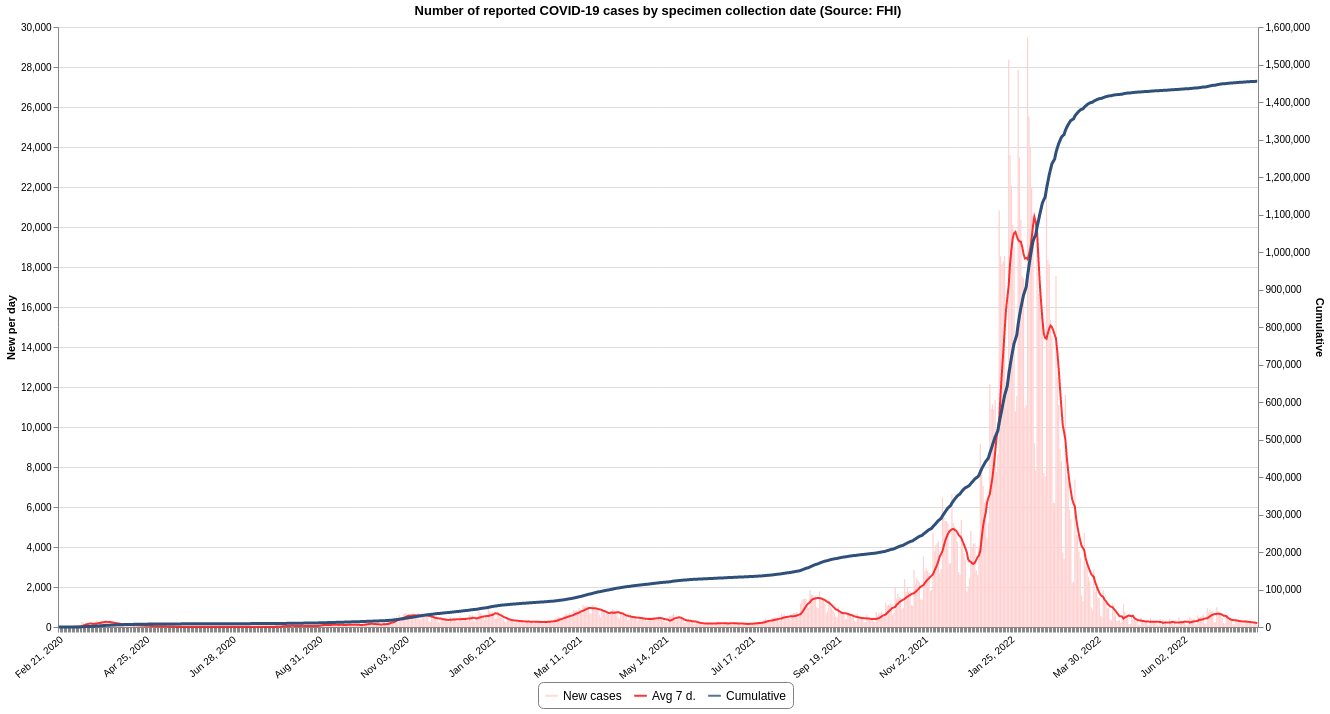 Number of reported COVID-19 cases by specimen collection date (Source: FHI)
New per day
30,000
28,000
26,000
24,000
22,000
20,000
18,000
16,000
14,000
12,000
10,000
8,000
6,000
4,000
2,000
0
1,600,000
1,500,000
1,400,000
1,300,000
1,200,000
1,100,000
1,000,000
900,000
800,000
700,000
600,000
500,000
400,000
300,000
200,000
100,000
0
Cumulative
Feb 21, 2020
Apr 25, 2020
Jun 28, 2020
Aug 31, 2020
Nov 03, 2020
Jan 06, 2021
Mar 11, 2021
May 14, 2021
Jul 17, 2021
Sep 19, 2021
Nov 22, 2021
Jan 25, 2022
Mar 30, 2022
Jun 02, 2022
New cases Avg 7 d. Cumulative